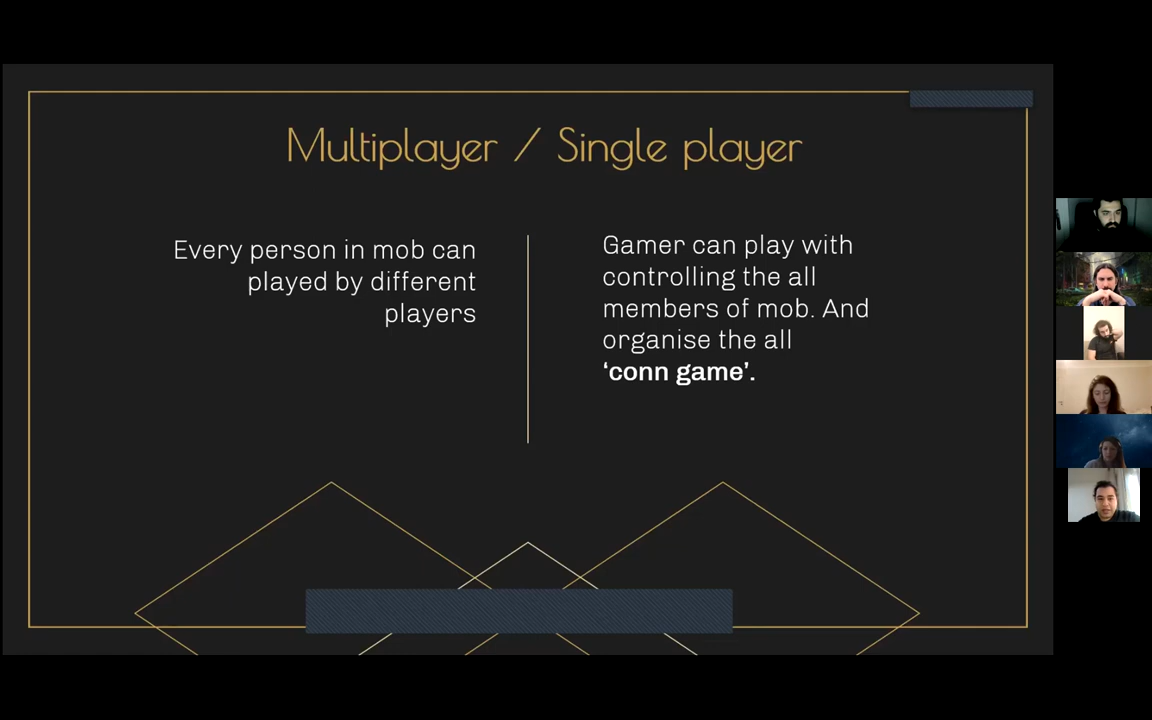 Multiplayer / Single player
Every person in mob can
played by different
players
Gamer can play with
controlling the all
members of mob. And
organise the all
‘conn game’.